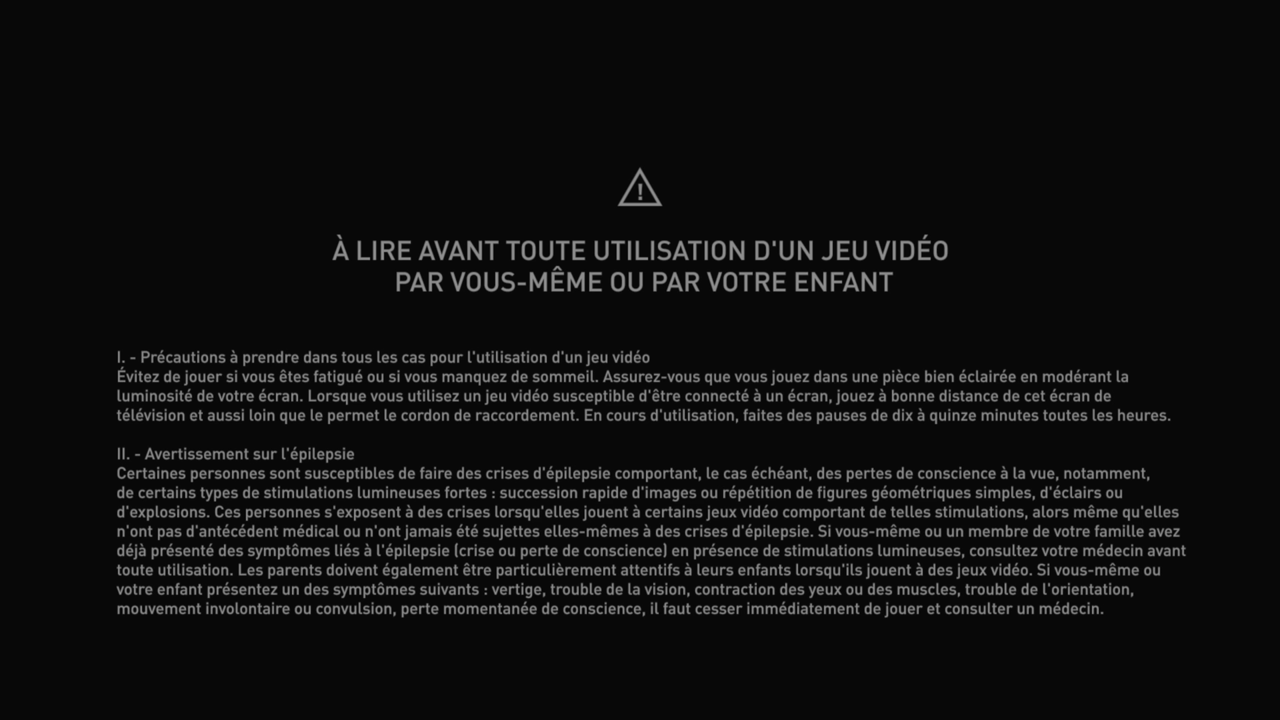 À LIRE AVANT TOUTE UTILISATION D'UN JEU VIDÉO
PAR VOUS-MÊME OU PAR VOTRE ENFANT
I. - Précautions à prendre dans tous les cas pour l'utilisation d'un jeu vidéo
Évitez de jouer si vous êtes fatigué ou si vous manquez de sommeil. Assurez-vous que vous jouez dans une pièce bien éclairée en modérant la
luminosité de votre écran. Lorsque vous utilisez un jeu vidéo susceptible d'être connecté à un écran, jouez à bonne distance de cet écran de
télévision et aussi loin que le permet le cordon de raccordement. En cours d'utilisation, faites des pauses de dix à quinze minutes toutes les heures.
II. - Avertissement sur l'épilepsie
Certaines personnes sont susceptibles de faire des crises d'épilepsie comportant, le cas échéant, des pertes de conscience à la vue, notamment,
de certains types de stimulations lumineuses fortes : succession rapide d'images ou répétition de figures géométriques simples, d'éclairs ou
d'explosions. Ces personnes s'exposent à des crises lorsqu'elles jouent à certains jeux vidéo comportant de telles stimulations, alors même qu'elles
n'ont pas d'antécédent médical ou n'ont jamais été sujettes elles-mêmes à des crises d'épilepsie. Si vous-même ou un membre de votre famille avez
déjà présenté des symptômes liés à l'épilepsie (crise ou perte de conscience) en présence de stimulations lumineuses, consultez votre médecin avant
toute utilisation. Les parents doivent également être particulièrement attentifs à leurs enfants lorsqu'ils jouent à des jeux vidéo. Si vous-même ou
votre enfant présentez un des symptômes suivants : vertige, trouble de la vision, contraction des yeux ou des muscles, trouble de l'orientation,
mouvement involontaire ou convulsion, perte momentanée de conscience, il faut cesser immédiatement de jouer et consulter un médecin.